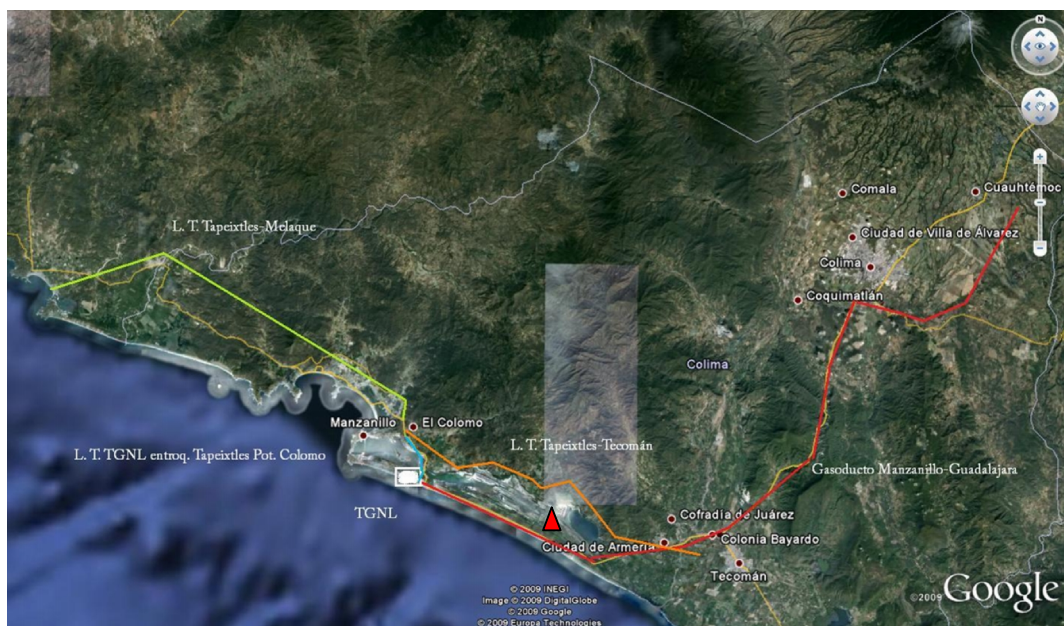 N
Comala
Cuauhtémoc
L. T. Tapeixtles-Melaque
Ciudad de Villa de Álvarez
Colima
Coquimatlán
Colima
Manzanillo
El Colomo
L. T. Tapeixtles-Tecomán
L. T. TGNL entroq. Tapeixtles Pot. Colomo
Gasoducto Manzanillo-Guadalajara
TGNL
Cofradía de Juárez
Colonia Bayardo
Ciudad de Armería
Tecomán
© 2009 INEGI
Image © 2009 DigitalGlobe
© 2009 Google
© 2009 Europa Technologies
©2009 Google